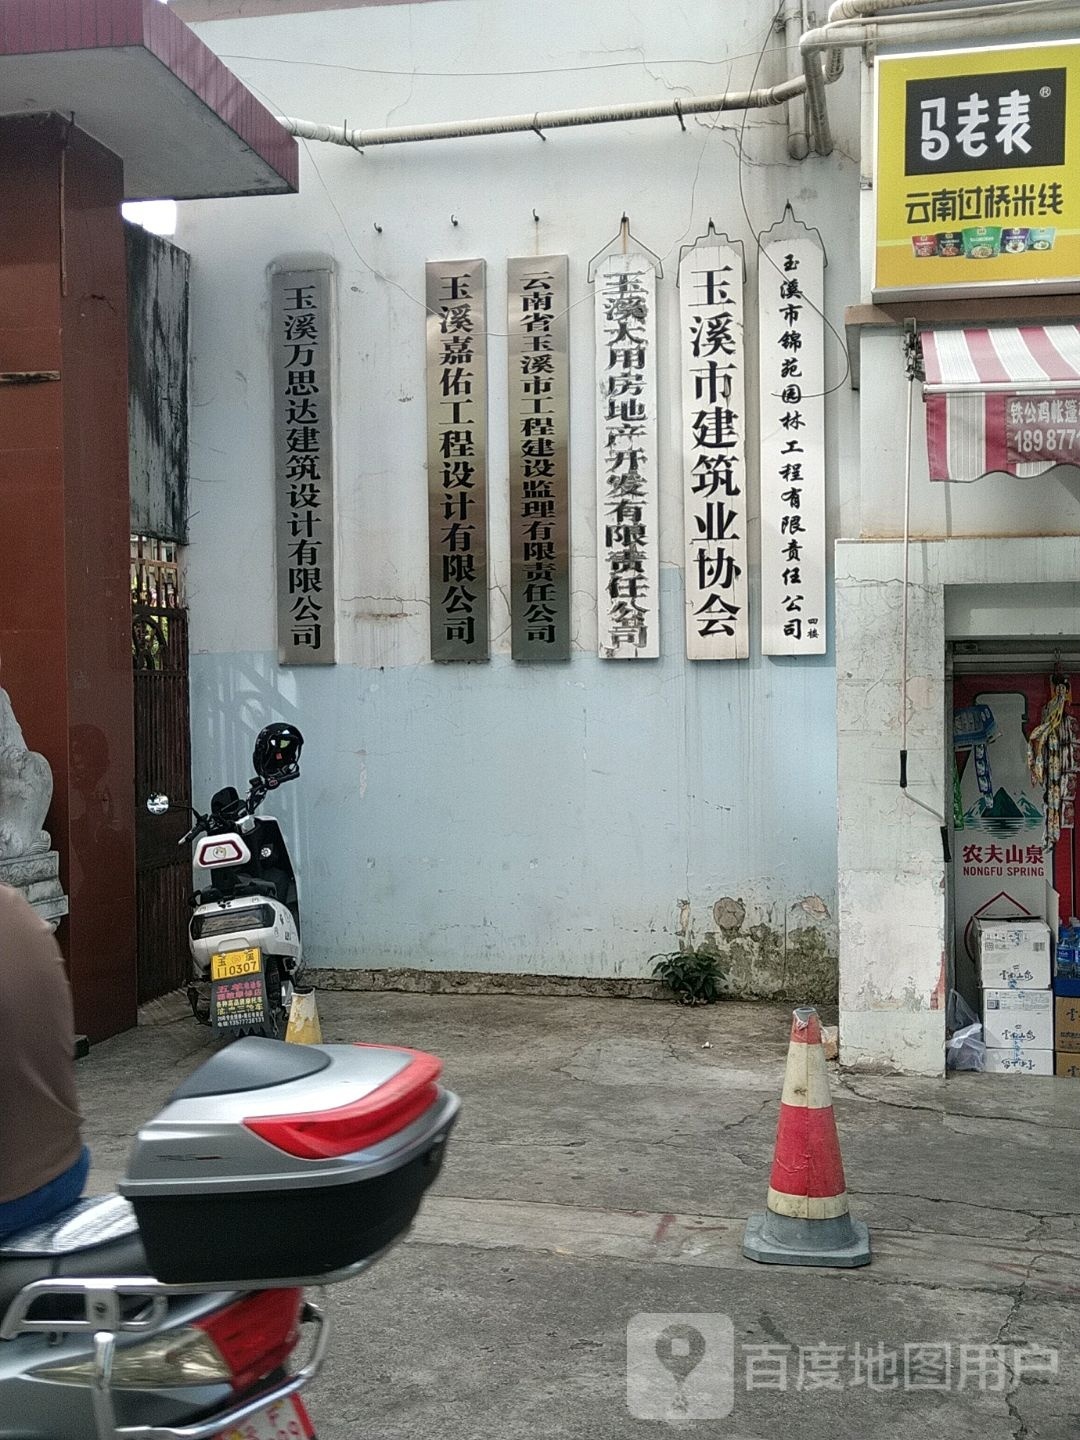 玉溪万思达建筑设计有限公司
玉溪嘉佑工程设计有限公司
云南省玉溪市工程建设监理有限责任公司
玉溪大用房地产开发有限责任公司
玉溪市建筑业协会
玉溪市锦苑园林工程有限责任公司
四楼
马老表®
云南过桥米线
铁公鸡帐篷
18987
农夫山泉
NONGFU SPRING
玉溪
110307
百度地图用户